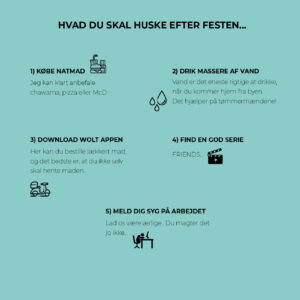 HVAD DU SKAL HUSKE EFTER FESTEN...
1) KØBE NATMAD
Jeg kan klart anbefale
chawarma, pizza eller McD
2) DRIK MASSERE AF VAND
Vand er det eneste rigtige at drikke,
når du kommer hjem fra byen.
Det hjælper på tømmermændene!
3) DOWNLOAD WOLT APPEN
Her kan du bestille lækkert mad,
og det bedste er, at du ikke selv
skal hente maden.
4) FIND EN GOD SERIE
FRIENDS.
5) MELD DIG SYG PÅ ARBEJDET
Lad os være ærlige.. Du magter det
jo ikke.